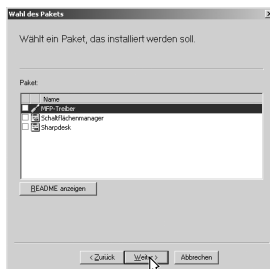 Wahl des Pakets
Wählt ein Paket, das installiert werden soll.
Paket:
Name
MFP-Treiber
Schaltflächenmanager
Sharpdesk
README anzeigen
< Zurück Weiter > Abbrechen